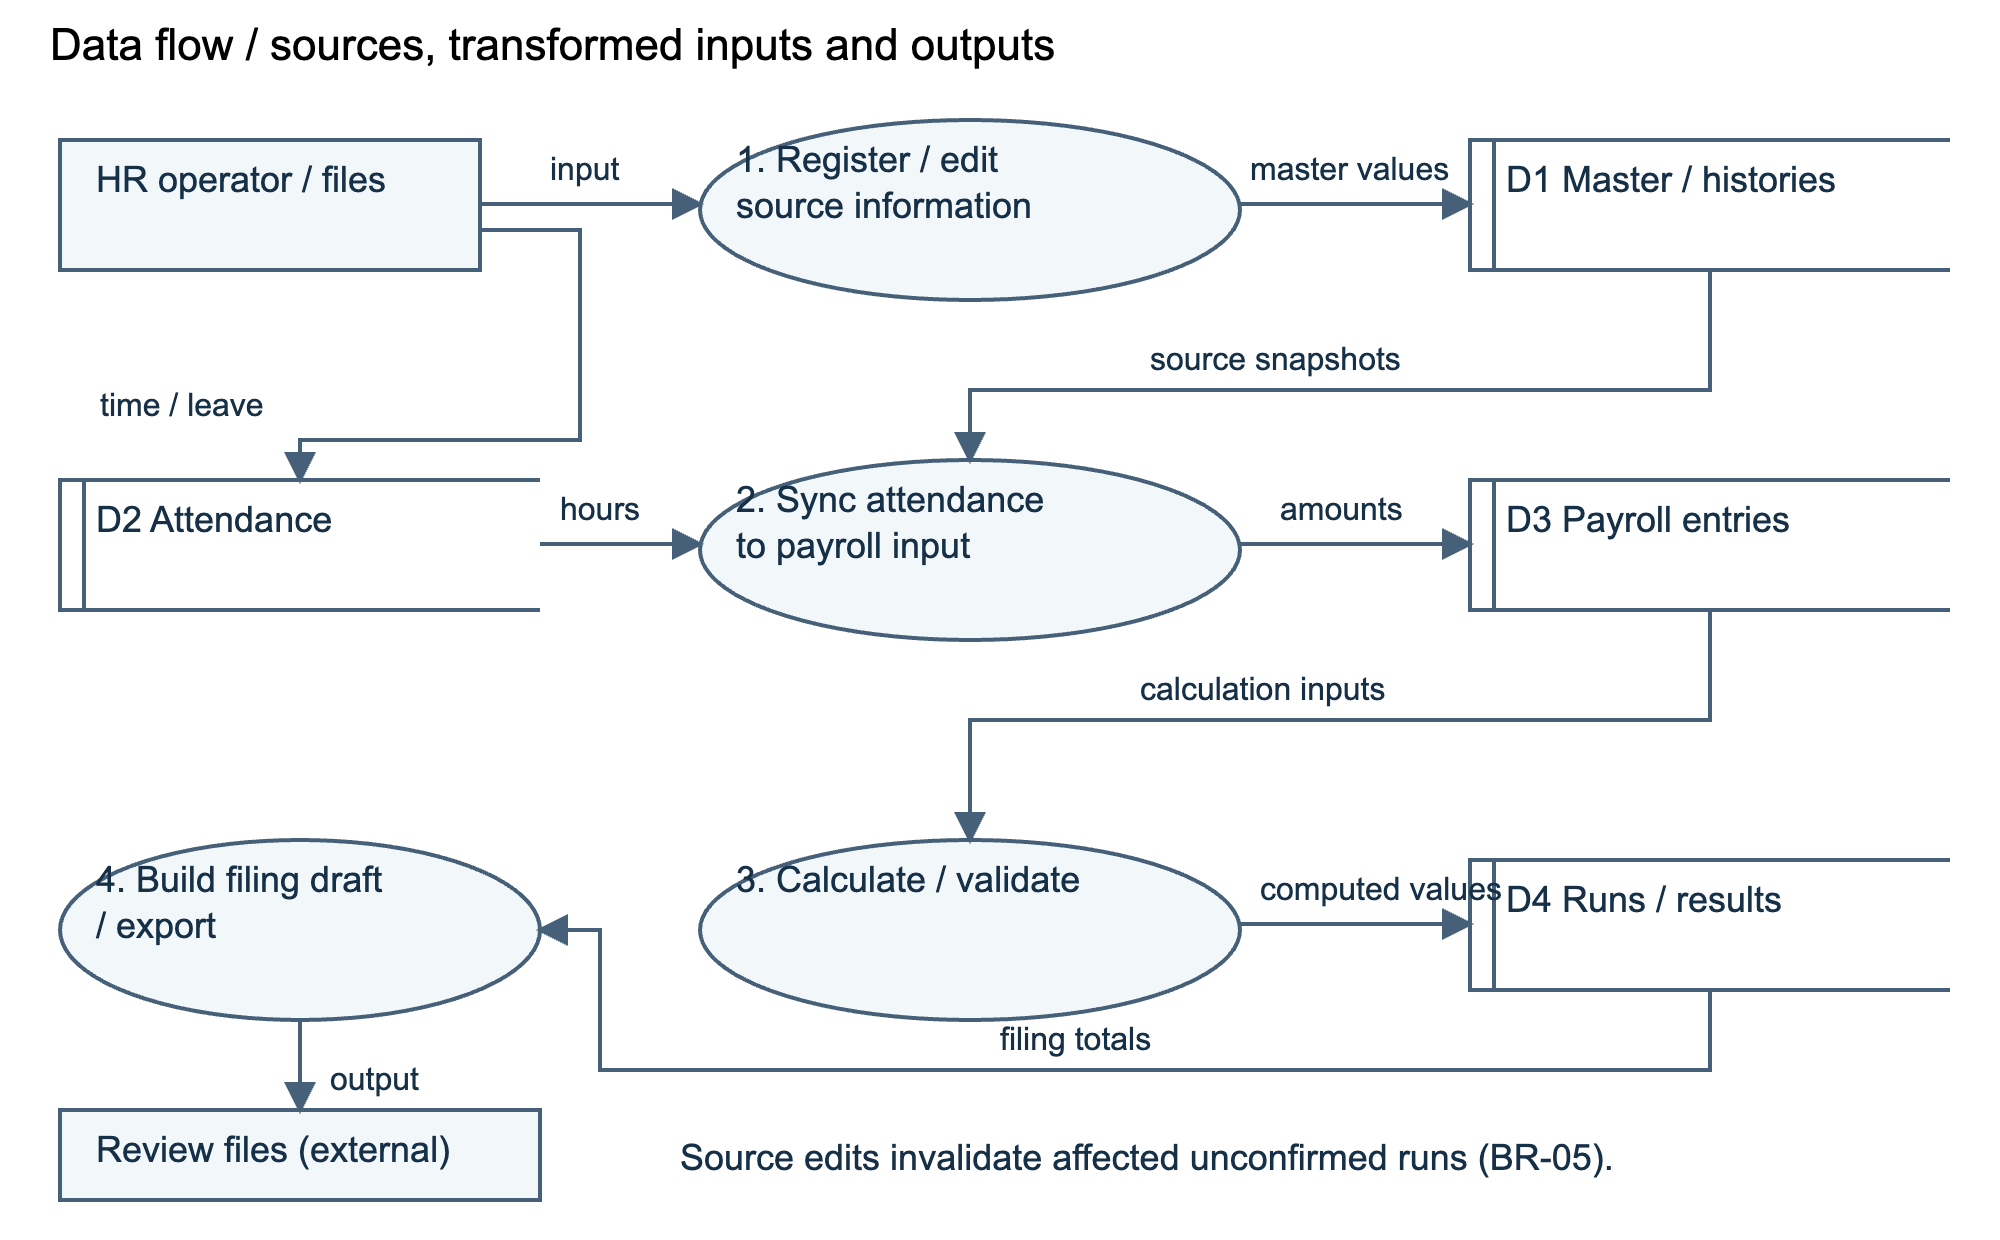 Data flow / sources, transformed inputs and outputs
HR operator / files
input
1. Register / edit
source information
master values
D1 Master / histories
source snapshots
time / leave
D2 Attendance
hours
2. Sync attendance
to payroll input
amounts
D3 Payroll entries
calculation inputs
4. Build filing draft
/ export
3. Calculate / validate
computed values
D4 Runs / results
filing totals
output
Review files (external)
Source edits invalidate affected unconfirmed runs (BR-05).